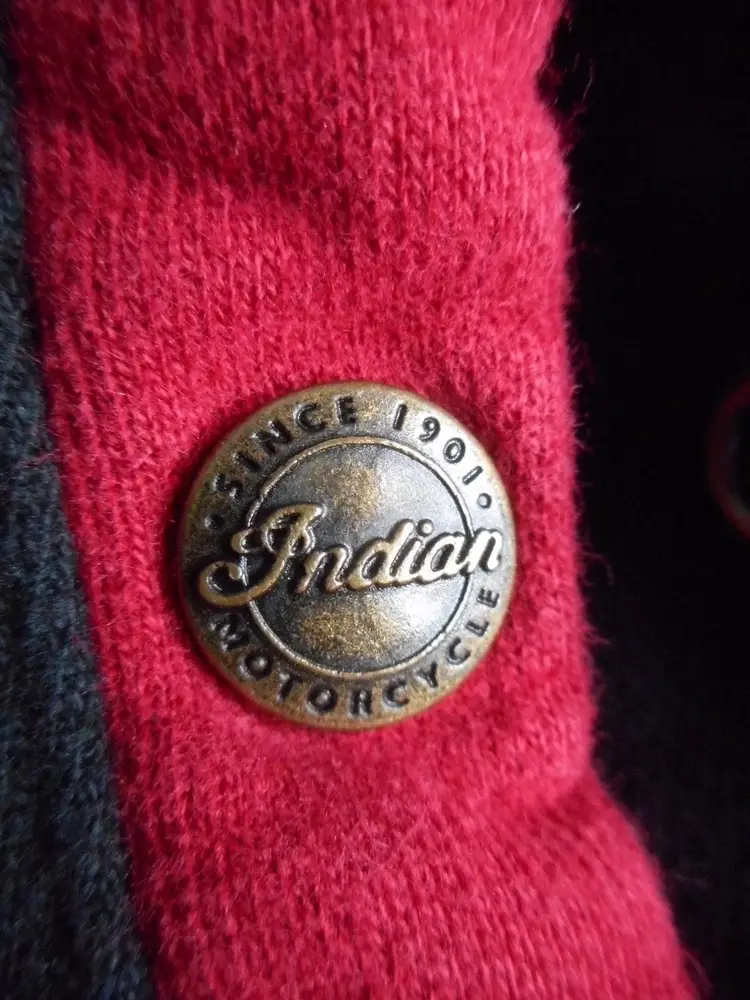 SINCE 1901
Indian
MOTORCYCLE